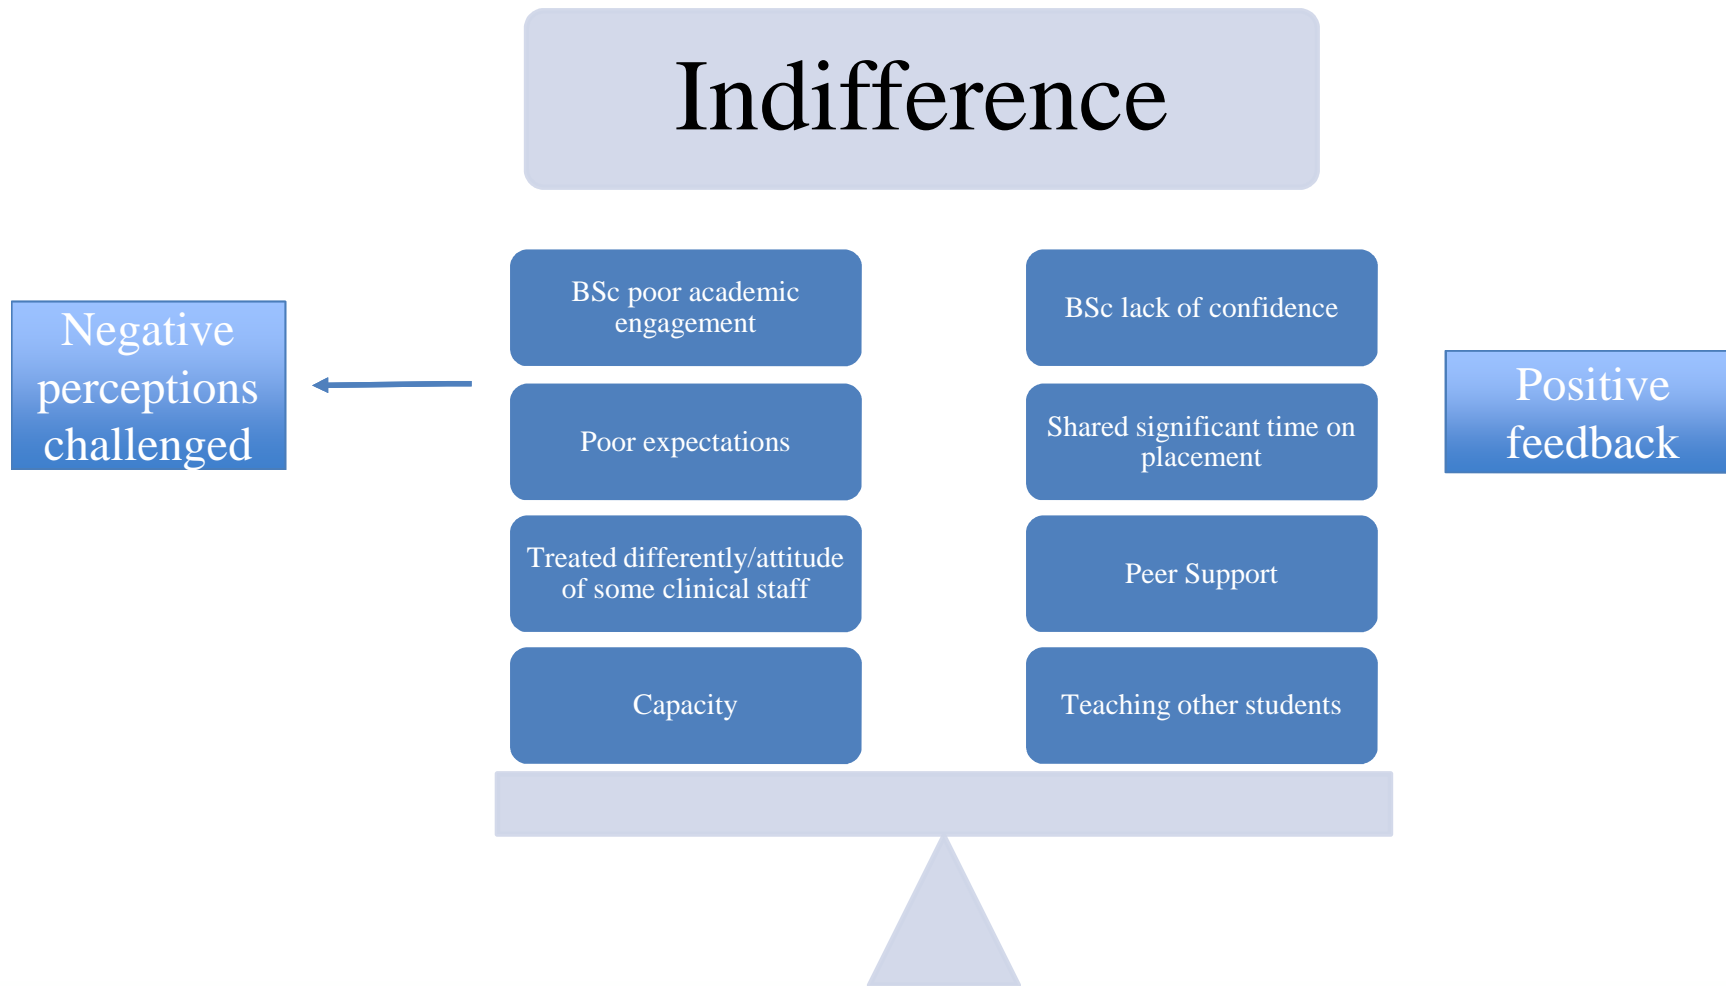 Indifference
Negative
perceptions
challenged
BSc poor academic
engagement
Poor expectations
Treated differently/attitude
of some clinical staff
Capacity
BSc lack of confidence
Shared significant time on
placement
Peer Support
Teaching other students
Positive
feedback